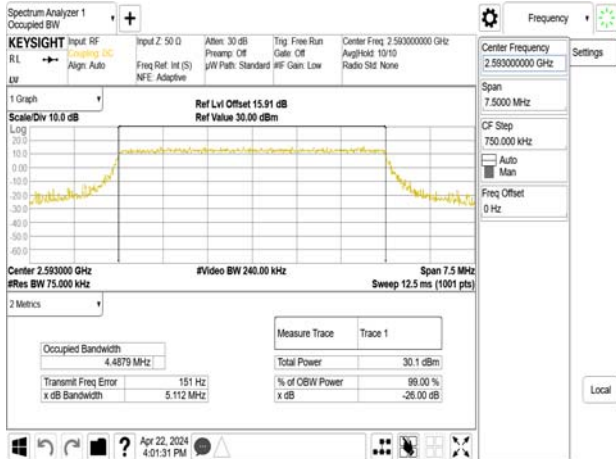 Spectrum Analyzer 1
Occupied BW
+
Frequency
KEYSIGHT Input: RF
RL Coupling: DC
Align: Auto
LXI
Input Z: 50 Ω
Freq Ref: Int (S)
NFE: Adaptive
Atten: 30 dB
Preamp: Off
µW Path: Standard
Trig: Free Run
Gate: Off
#IF Gain: Low
Center Freq: 2.593000000 GHz
Avg|Hold: 10/10
Radio Std: None
Center Frequency
2.593000000 GHz
Settings
Span
7.5000 MHz
CF Step
750.000 kHz
Auto
Man
Freq Offset
0 Hz
Local
1 Graph
Scale/Div 10.0 dB
Ref Lvl Offset 15.91 dB
Ref Value 30.00 dBm
Log
20.0
10.0
0.00
-10.0
-20.0
-30.0
-40.0
-50.0
-60.0
Center 2.593000 GHz
#Res BW 75.000 kHz
#Video BW 240.00 kHz
Span 7.5 MHz
Sweep 12.5 ms (1001 pts)
2 Metrics
Measure Trace Trace 1
Occupied Bandwidth
4.4879 MHz
Total Power 30.1 dBm
Transmit Freq Error 151 Hz
% of OBW Power 99.00 %
x dB Bandwidth 5.112 MHz
x dB -26.00 dB
?
Apr 22, 2024
4:01:31 PM